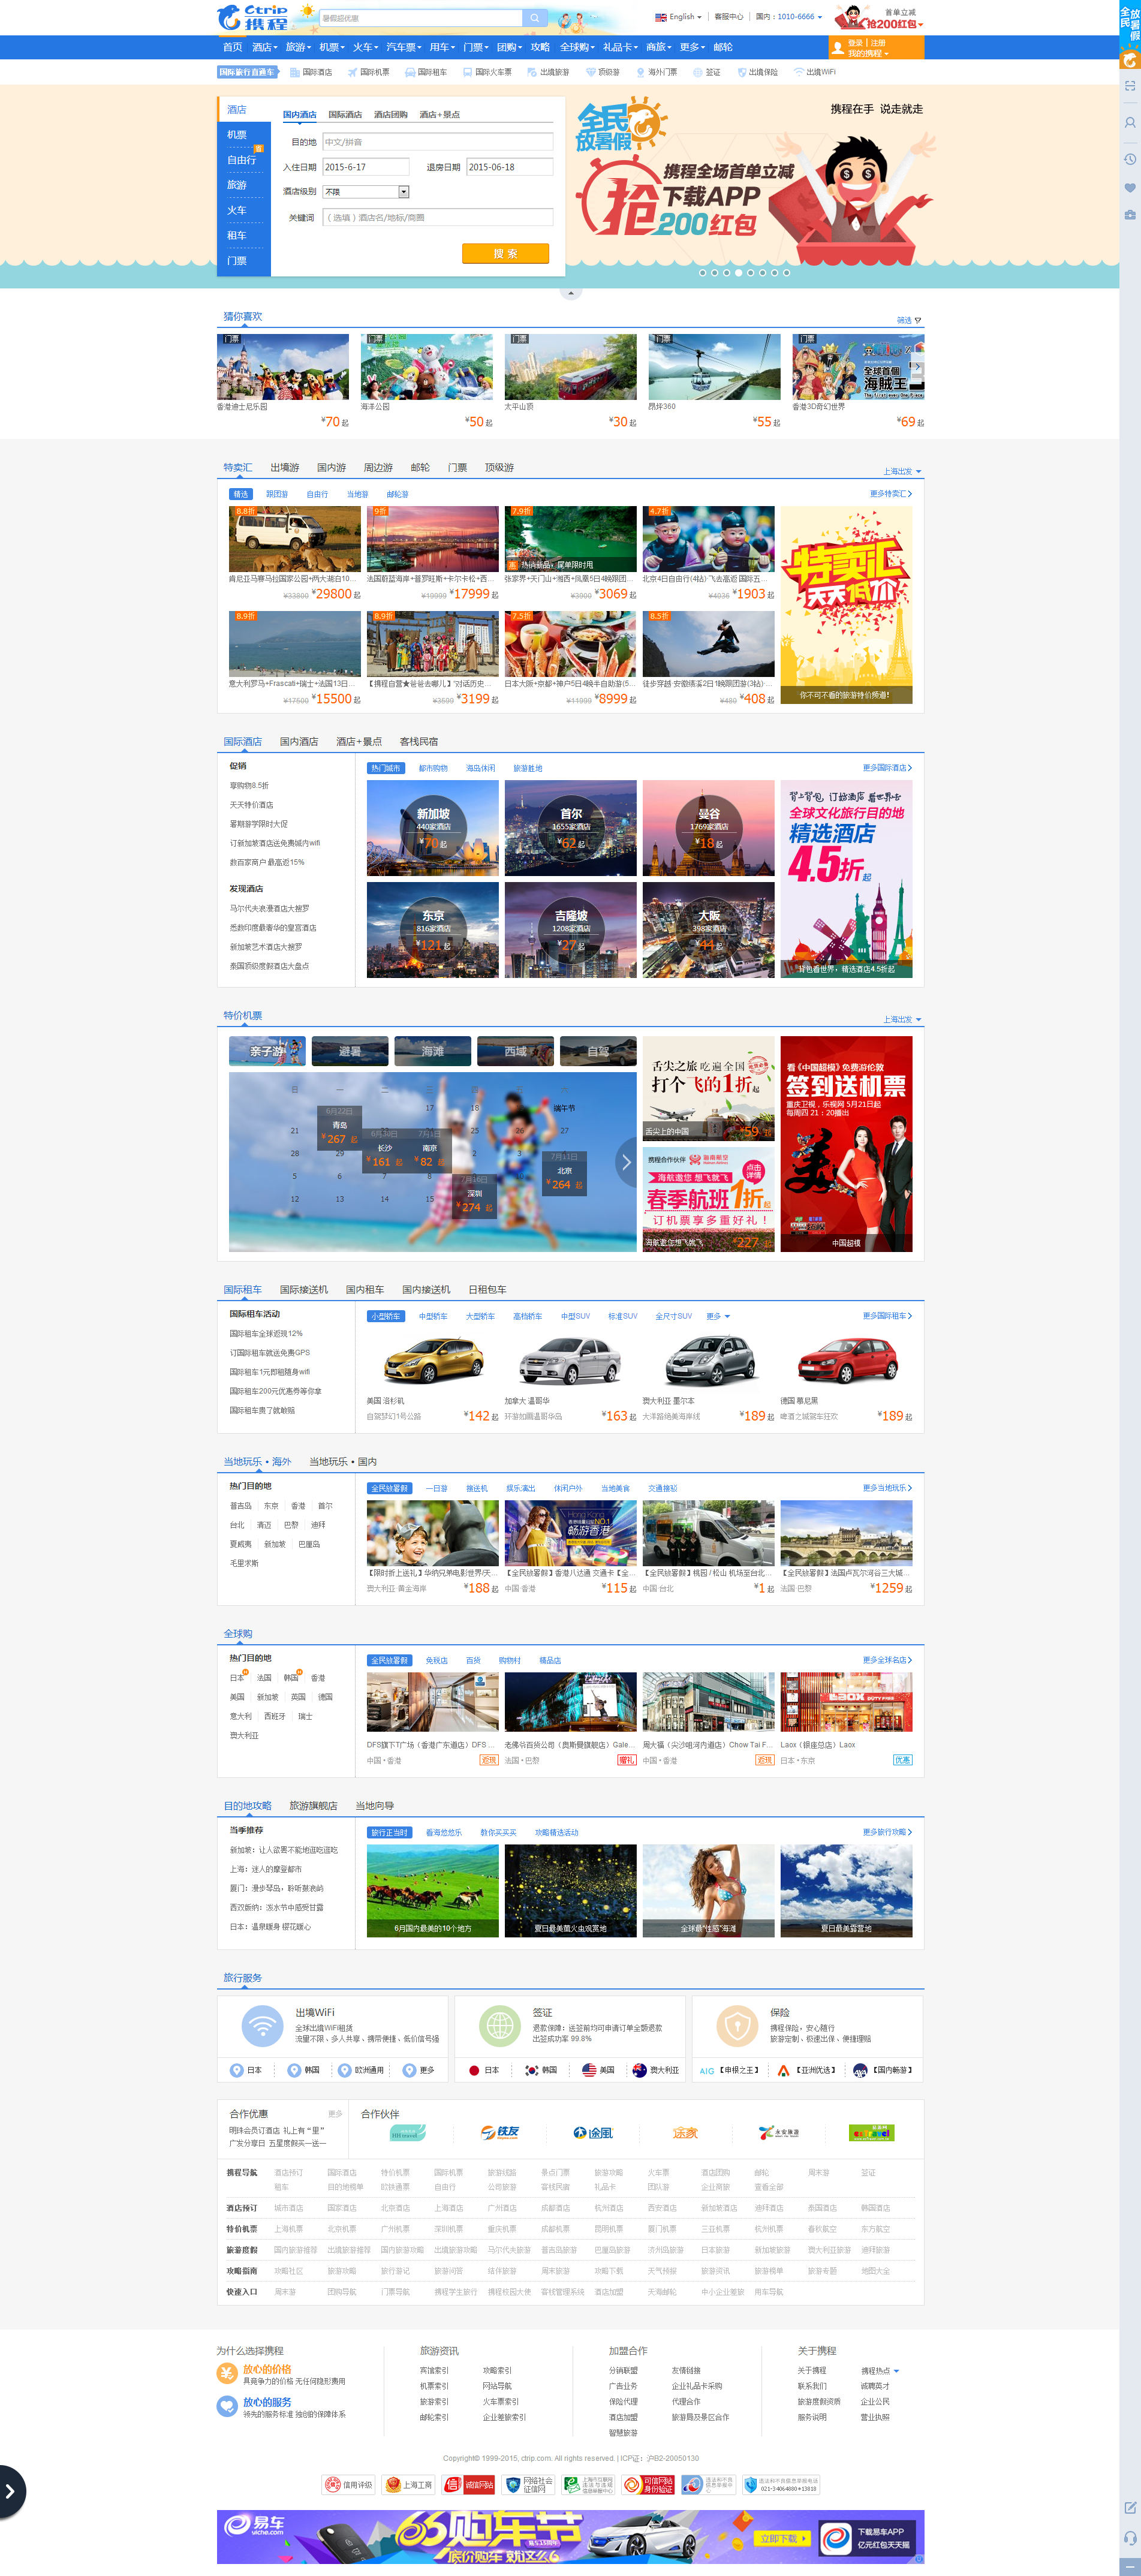 Ctrip 携程
暑假超优惠
English
客服中心
国内：1010-6666
首单立减
抢200红包
首页 酒店 旅游 机票 火车 汽车票 用车 门票 团购 攻略 全球购 礼品卡 商旅 更多 邮轮
登录 | 注册
我的携程
国际旅行直通车 国际酒店 国际机票 国际租车 国际火车票 出境旅游 顶级游 海外门票 签证 出境保险 出境WiFi
酒店
机票
自由行
旅游
火车
租车
门票
国内酒店 国际酒店 酒店团购 酒店+景点
目的地 中文/拼音
入住日期 2015-6-17 退房日期 2015-06-18
酒店级别 不限
关键词 （选填）酒店名/地标/商圈
搜 索
全民放暑假
携程在手 说走就走
携程全场首单立减
抢 下载APP
200红包
猜你喜欢
筛选
门票 门票 门票 门票 门票
香港迪士尼乐园 海洋公园 太平山顶 昂坪360 香港3D奇幻世界
¥70起 ¥50起 ¥30起 ¥55起 ¥69起
特卖汇 出境游 国内游 周边游 邮轮 门票 顶级游
上海出发
精选 跟团游 自由行 当地游 邮轮游
更多特卖汇
8.8折 9折 7.9折 4.7折
热销新品，尾单限时甩
肯尼亚马赛马拉国家公园+两大湖自10... 法国蔚蓝海岸+普罗旺斯+卡尔卡松+西... 张家界+天门山+湘西+凤凰5日4晚跟团... 北京4日自由行(4钻)·飞去高返 国际五...
¥33800 ¥29800起 ¥19999 ¥17999起 ¥3900 ¥3069起 ¥4036 ¥1903起
8.9折 8.9折 7.5折 8.5折
意大利罗马+Frascati+瑞士+法国13日... 【携程自营★爸爸去哪儿】"对话历史... 日本大阪+京都+神户5日4晚半自助游(5... 徒步穿越·安徽绩溪2日1晚跟团游(3钻)...
¥17500 ¥15500起 ¥3599 ¥3199起 ¥11999 ¥8999起 ¥480 ¥408起
特卖汇
天天低价
你不可不看的旅游特价频道！
国际酒店 国内酒店 酒店+景点 客栈民宿
促销
享购物8.5折
天天特价酒店
暑期游学限时大促
订新加坡酒店送免费城内wifi
数百家商户 最高返15%
发现酒店
马尔代夫浪漫酒店大搜罗
悉数印度最奢华的皇宫酒店
新加坡艺术酒店大搜罗
泰国顶级度假酒店大盘点
热门城市 都市购物 海岛休闲 旅游胜地
更多国际酒店
新加坡 首尔 曼谷
440家酒店 1655家酒店 1769家酒店
¥70起 ¥62起 ¥18起
东京 吉隆坡 大阪
816家酒店 1208家酒店 398家酒店
¥121起 ¥27起 ¥44起
背上背包，订好酒店 看世界去
全球文化旅行目的地
精选酒店
4.5折起
背包看世界，精选酒店4.5折起
特价机票
上海出发
亲子游 避暑 海滩 西域 自驾
日 一 二 三 四 五 六
17 18 端午节
6月22日
青岛
¥267 起
21 25 26 27
长沙
¥161 起
7月1日
南京
¥82 起
28 29 2 3
7月13日
北京
¥264 起
5 6 7 8
7月16日
深圳
¥274 起
12 13 14 15
舌尖之旅 吃遍全国
打个飞的1折起
舌尖上的中国
¥59 起
携程合作伙伴 海南航空
海航邀您 想飞就飞
点击详情
春季航班1折起
订机票享多重好礼！
海航邀您想飞就飞 ¥227 起
看《中国超模》免费游伦敦
签到送机票
重庆卫视，乐视网 5月21日起
每周四 21：20播出
美
中国超模
国际租车 国际接送机 国内租车 国内接送机 日租包车
国际租车活动
国际租车全球返现12%
订国际租车就送免费GPS
国际租车1元即租随身wifi
国际租车200元优惠券等你拿
国际租车贵了就敢赔
小型轿车 中型轿车 大型轿车 高档轿车 中型SUV 标准SUV 全尺寸SUV 更多
更多国际租车
美国 洛杉矶 加拿大 温哥华 澳大利亚 墨尔本 德国 慕尼黑
自驾梦幻1号公路 ¥142起 环游如画温哥华岛 ¥163起 大洋路绝美海岸线 ¥189起 啤酒之城驾车狂欢 ¥189起
当地玩乐 • 海外 当地玩乐 • 国内
热门目的地
普吉岛 东京 香港 首尔
台北 清迈 巴黎 迪拜
夏威夷 新加坡 巴厘岛
毛里求斯
全民放暑假 一日游 接送机 娱乐演出 休闲户外 当地美食 交通接驳
更多当地玩乐
畅游香港
【限时折上送礼】华纳兄弟电影世界/天... 【全民放暑假】香港八达通 交通卡【全... 【全民放暑假】桃园 / 松山 机场至台北... 【全民放暑假】法国卢瓦尔河谷三大城...
澳大利亚·黄金海岸 ¥188起 中国·香港 ¥115起 中国·台北 ¥1起 法国·巴黎 ¥1259起
全球购
热门目的地
日本 法国 韩国 香港
美国 新加坡 英国 德国
意大利 西班牙 瑞士
澳大利亚
全民放暑假 免税店 百货 购物村 精品店
更多全球名店
DFS旗下T广场（香港广东道店）DFS ... 老佛爷百货公司（奥斯曼旗舰店）Gale... 周大福（尖沙咀河内道店）Chow Tai F... Laox（银座总店）Laox
中国 • 香港 返现 法国 • 巴黎 赠礼 中国 • 香港 返现 日本 • 东京 优惠
目的地攻略 旅游旗舰店 当地向导
当季推荐
新加坡：让人欲罢不能地逛吃逛吃
上海：迷人的摩登都市
厦门：漫步琴岛，聆听鼓浪屿
西双版纳：泼水节中感受甘露
日本：温泉暖身 樱花暖心
旅行正当时 看海悠悠乐 教你买买买 攻略精选活动
更多旅行攻略
6月国内最美的10个地方 夏日最美萤火虫观赏地 全球最"性感"海滩 夏日最美露营地
旅行服务
出境WiFi
全球出境WiFi租赁
流量不限、多人共享、携带便捷、低价信号强
日本 韩国 欧洲通用 更多
签证
退款保障：送签前均可申请订单全额退款
出签成功率 99.8%
日本 韩国 美国 澳大利亚
保险
携程保险，安心随行
旅游定制、极速出保、便捷理赔
AIG 【申根之王】 【亚洲优选】 【国内畅游】
合作优惠 更多
明珠会员订酒店 礼上有 "里"
广发分享日 五星度假买一送一
合作伙伴
铁友 途风 途家 永安旅游
携程导航 酒店预订 国际酒店 特价机票 国际机票 旅游线路 景点门票 旅游攻略 火车票 酒店团购 邮轮 周末游 签证
租车 目的地榜单 欧铁通票 自由行 公司旅游 客栈民宿 礼品卡 团队游 企业商旅 查看全部
酒店预订 城市酒店 国家酒店 北京酒店 上海酒店 广州酒店 成都酒店 杭州酒店 西安酒店 新加坡酒店 迪拜酒店 泰国酒店 韩国酒店
特价机票 上海机票 北京机票 广州机票 深圳机票 重庆机票 成都机票 昆明机票 厦门机票 三亚机票 杭州机票 春秋航空 东方航空
旅游度假 国内旅游推荐 出境旅游推荐 国内旅游攻略 出境旅游攻略 马尔代夫旅游 普吉岛旅游 巴厘岛旅游 济州岛旅游 日本旅游 新加坡旅游 澳大利亚旅游 迪拜旅游
攻略指南 攻略社区 旅游攻略 旅行游记 旅游问答 结伴旅游 周末旅游 攻略下载 天气预报 旅游资讯 旅游榜单 旅游专题 地图大全
快速入口 周末游 团购导航 门票导航 携程学生旅行 携程校园大使 客栈管理系统 酒店加盟 天海邮轮 中小企业差旅 用车导航
为什么选择携程
放心的价格
具竞争力的价格 无任何隐形费用
放心的服务
领先的服务标准 独创的保障体系
旅游资讯
宾馆索引 攻略索引
机票索引 网站导航
旅游索引 火车票索引
邮轮索引 企业差旅索引
加盟合作
分销联盟 友情链接
广告业务 企业礼品卡采购
保险代理 代理合作
酒店加盟 旅游局及景区合作
智慧旅游
关于携程
关于携程 携程热点
联系我们 诚聘英才
旅游度假资质 企业公民
服务说明 营业执照
Copyright© 1999-2015, ctrip.com. All rights reserved. | ICP证：沪B2-20050130
信用评级 上海工商 诚信网站 网络社会征信网 可信网站身份验证 021-34064880+13818
易车 yiche.com
购车节
底价购车 就这么6
立即下载
下载易车APP
亿元红包天天摇